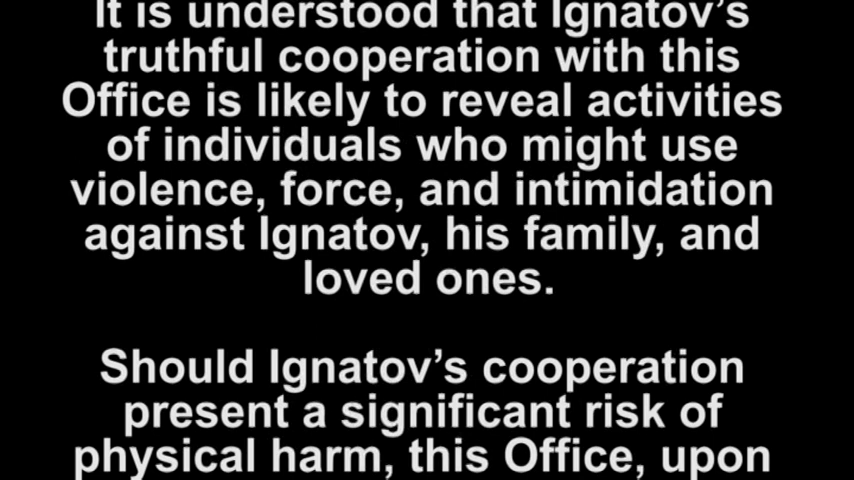 It is understood that Ignatov’s
truthful cooperation with this
Office is likely to reveal activities
of individuals who might use
violence, force, and intimidation
against Ignatov, his family, and
loved ones.
Should Ignatov’s cooperation
present a significant risk of
physical harm, this Office, upon